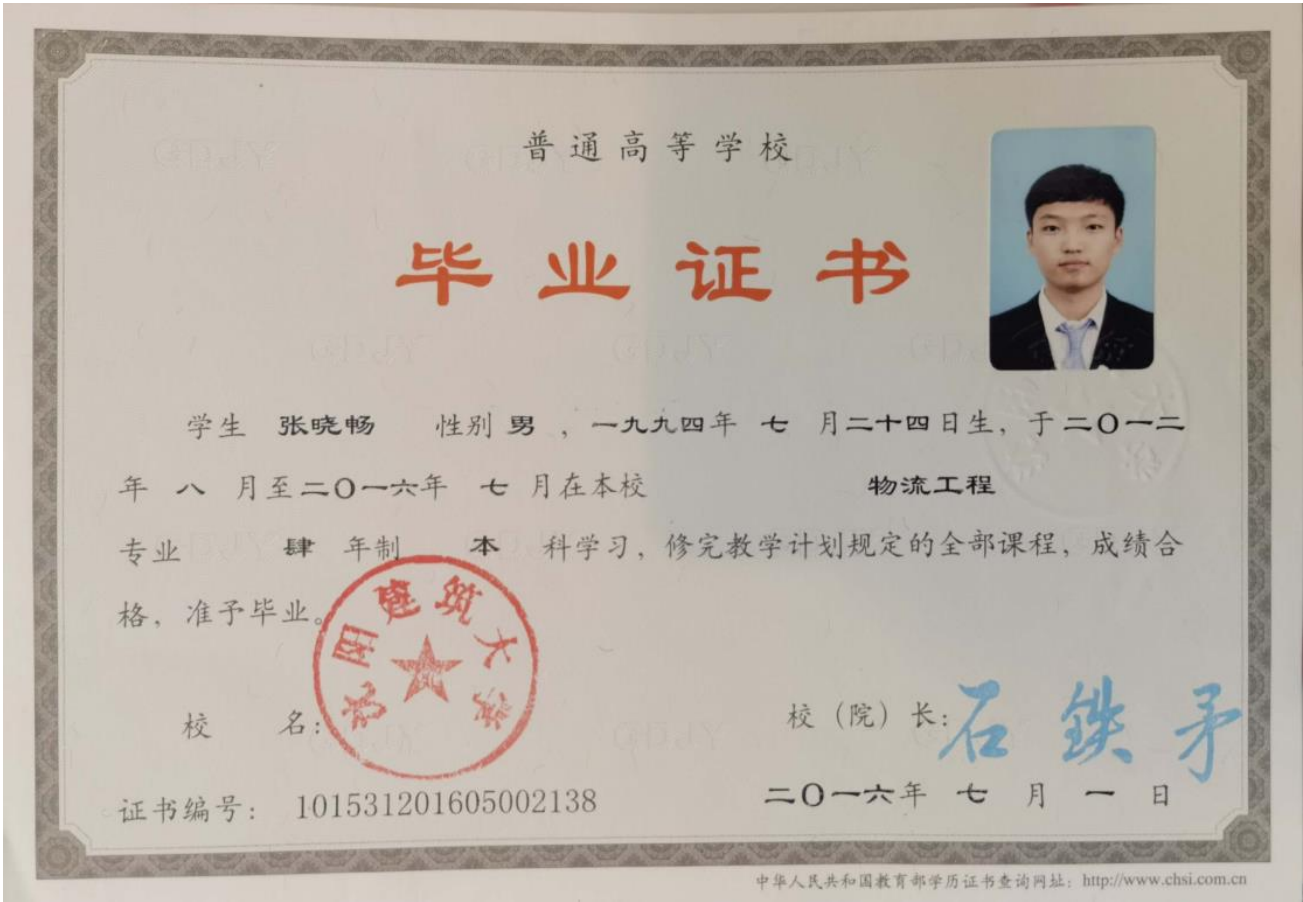 普通高等学校
毕业证书
学生 张晓畅 性别 男 ，一九九四年 七 月二十四日生，于二〇一二
年 八 月至二〇一六年 七 月在本校 物流工程
专业 肆 年制 本 科学习，修完教学计划规定的全部课程，成绩合
格，准予毕业。
沈阳建筑大学
校 名： 校（院）长：石铁矛
证书编号： 101531201605002138 二〇一六年 七 月 一 日
中华人民共和国教育部学历证书查询网址：http://www.chsi.com.cn